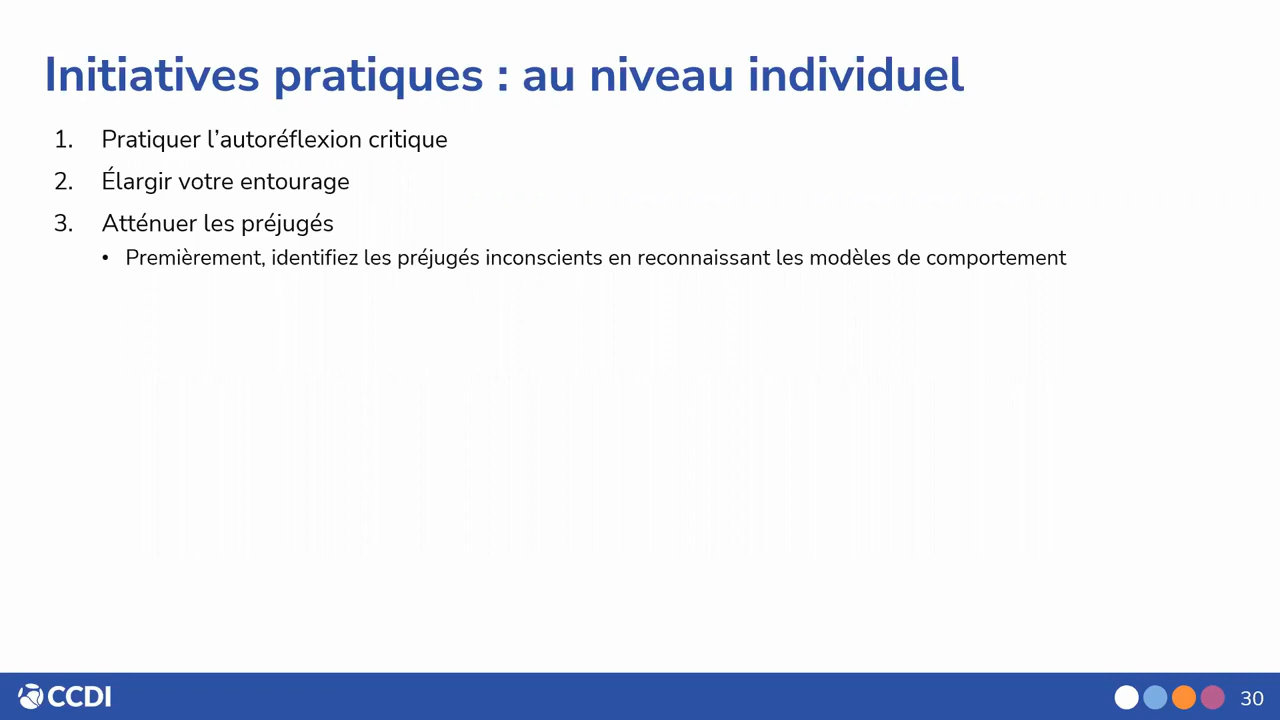 Initiatives pratiques : au niveau individuel
1. Pratiquer l’autoréflexion critique
2. Élargir votre entourage
3. Atténuer les préjugés
• Premièrement, identifiez les préjugés inconscients en reconnaissant les modèles de comportement
CCDI
30